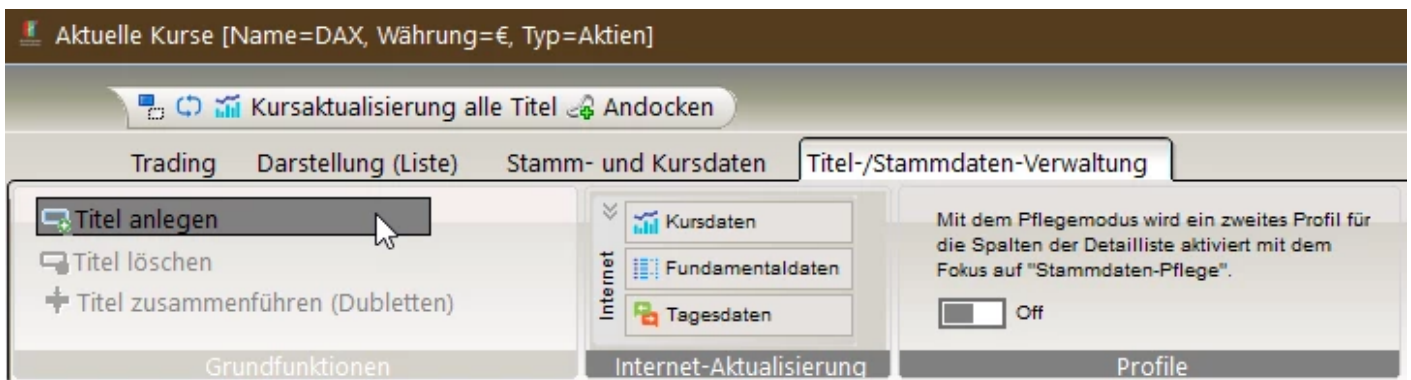 Aktuelle Kurse [Name=DAX, Währung=€, Typ=Aktien]
Kursaktualisierung alle Titel Andocken
Trading Darstellung (Liste) Stamm- und Kursdaten Titel-/Stammdaten-Verwaltung
Titel anlegen
Titel löschen
Titel zusammenführen (Dubletten)
Grundfunktionen
Internet
Kursdaten
Fundamentaldaten
Tagesdaten
Internet-Aktualisierung
Mit dem Pflegemodus wird ein zweites Profil für
die Spalten der Detailliste aktiviert mit dem
Fokus auf "Stammdaten-Pflege".
Off
Profile